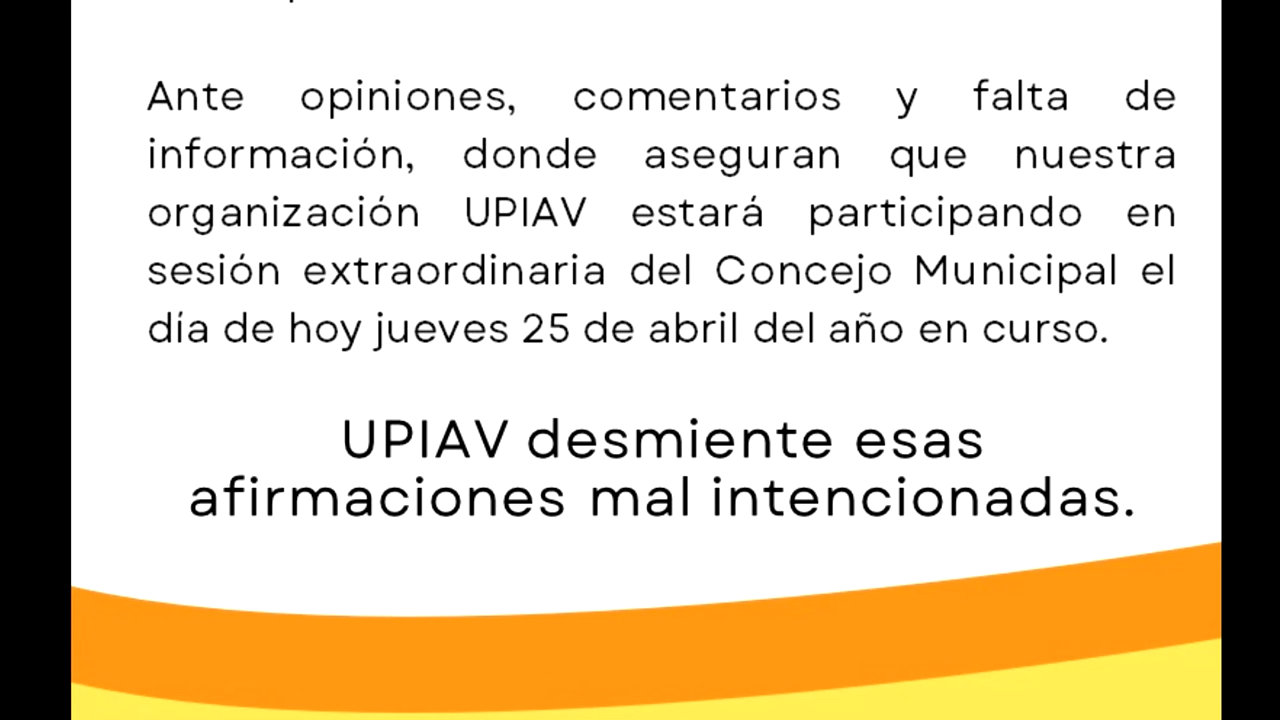 Ante opiniones, comentarios y falta de
información, donde aseguran que nuestra
organización UPIAV estará participando en
sesión extraordinaria del Concejo Municipal el
día de hoy jueves 25 de abril del año en curso.
UPIAV desmiente esas
afirmaciones mal intencionadas.